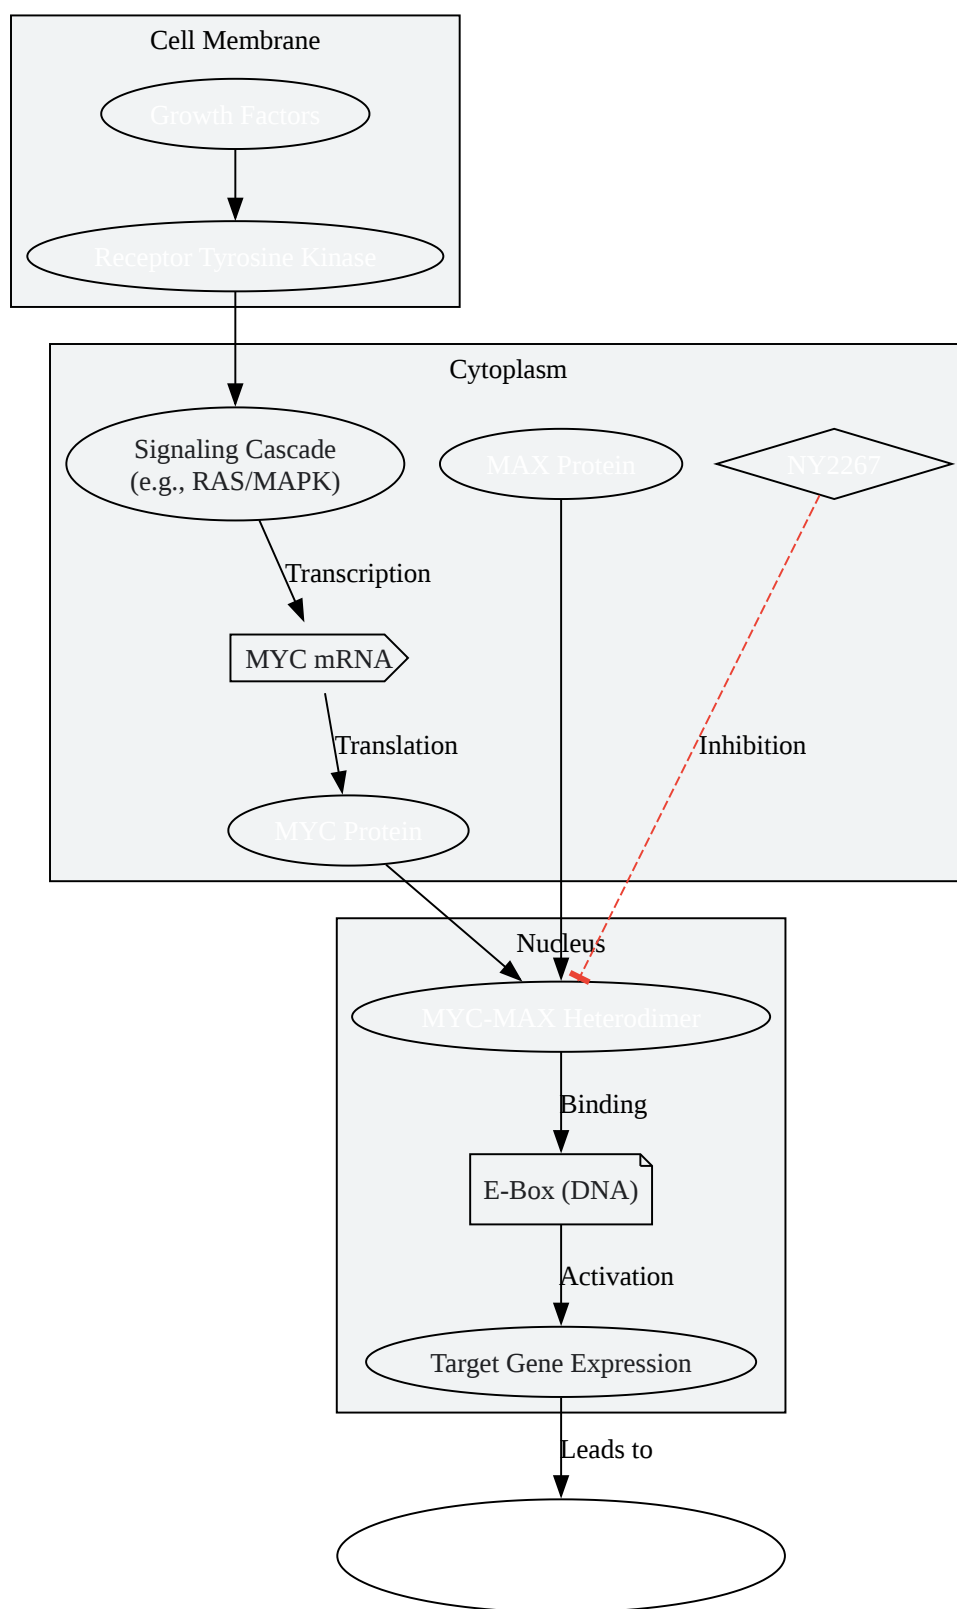 Cell Membrane
Growth Factors
Receptor Tyrosine Kinase
Cytoplasm
Signaling Cascade
(e.g., RAS/MAPK)
MAX Protein
NY2267
Transcription
MYC mRNA
Translation
Inhibition
MYC Protein
Nucleus
MYC-MAX Heterodimer
Binding
E-Box (DNA)
Activation
Target Gene Expression
Leads to